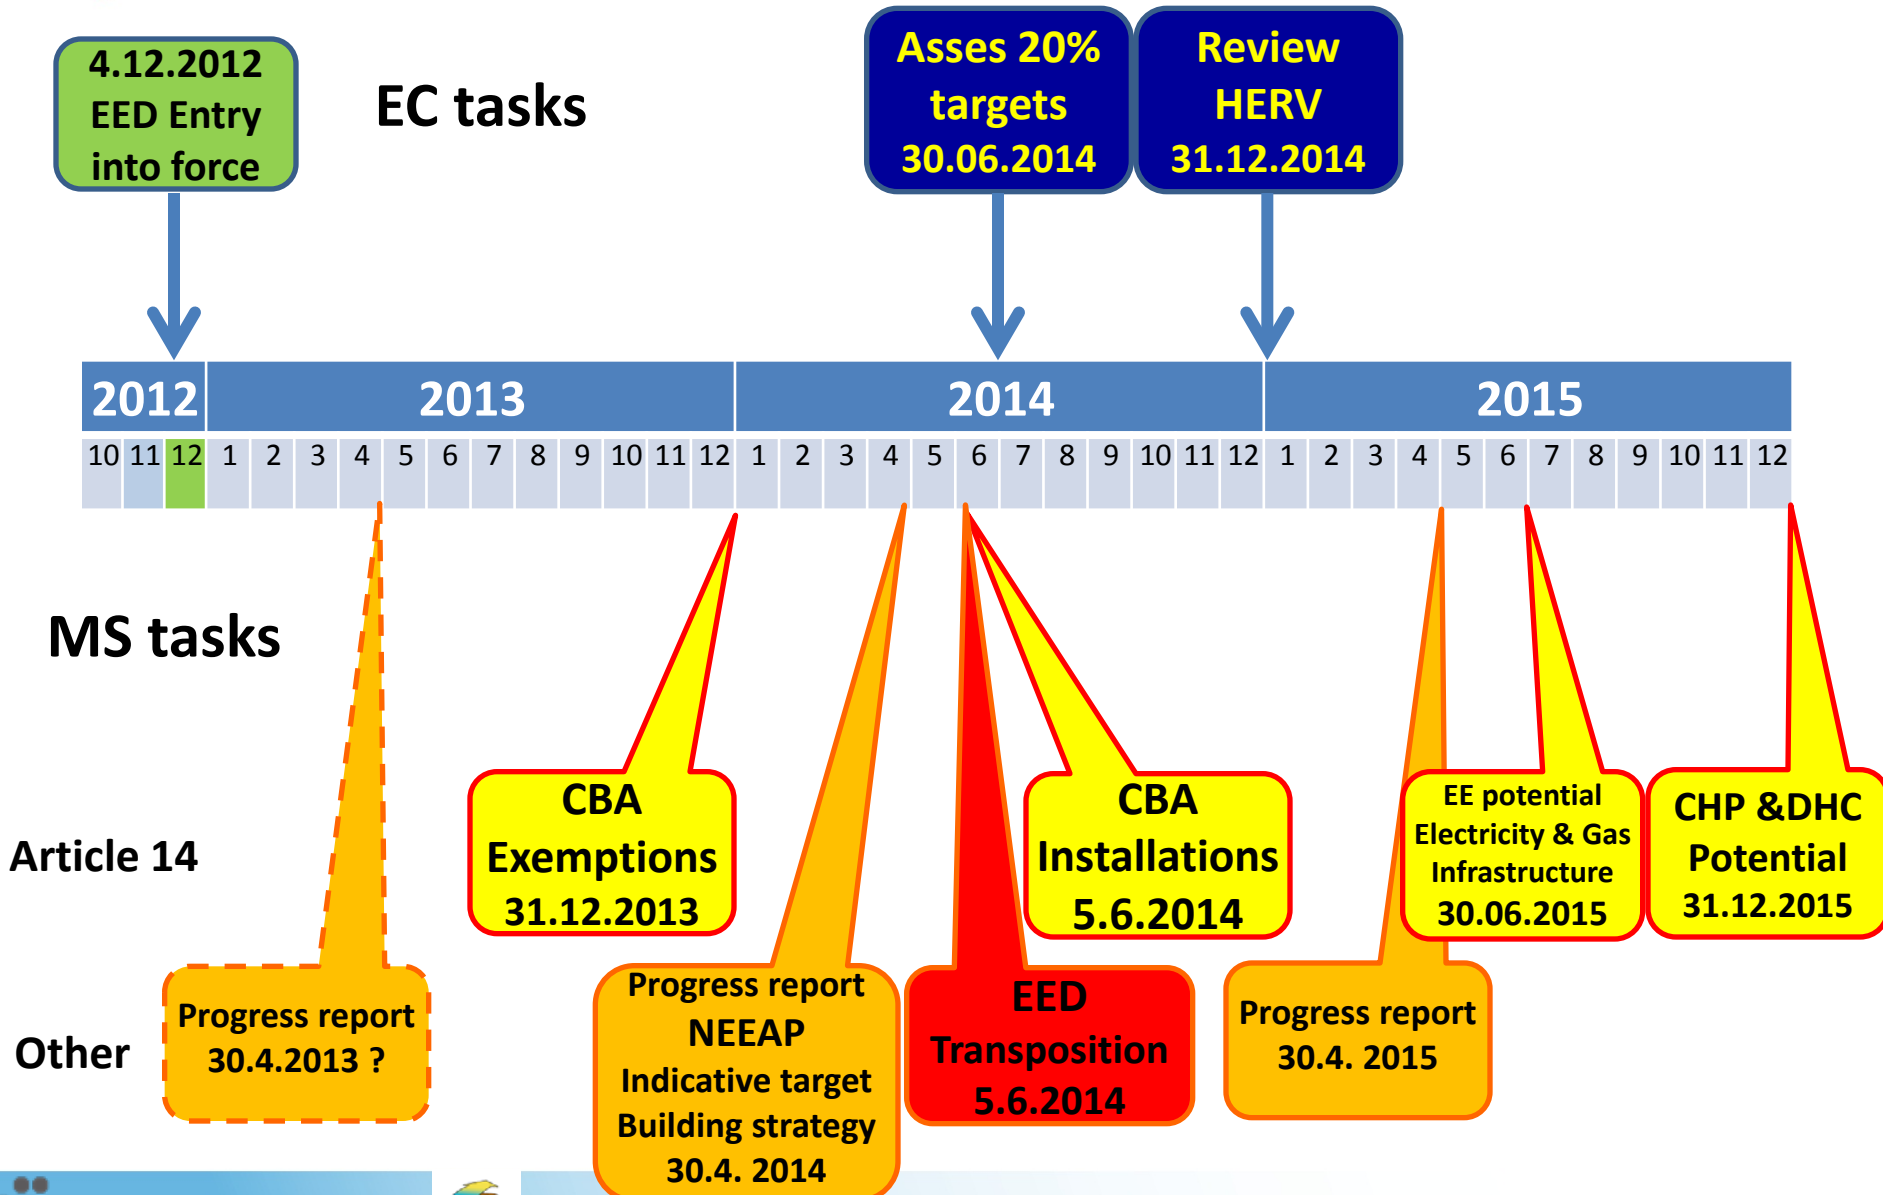 4.12.2012
EED Entry
into force
EC tasks
Asses 20%
targets
30.06.2014
Review
HERV
31.12.2014
2012 2013 2014 2015
10 11 12 1 2 3 4 5 6 7 8 9 10 11 12 1 2 3 4 5 6 7 8 9 10 11 12 1 2 3 4 5 6 7 8 9 10 11 12
MS tasks
Article 14
CBA
Exemptions
31.12.2013
CBA
Installations
5.6.2014
EE potential
Electricity & Gas
Infrastructure
30.06.2015
CHP &DHC
Potential
31.12.2015
Other
Progress report
30.4.2013 ?
Progress report
NEEAP
Indicative target
Building strategy
30.4. 2014
EED
Transposition
5.6.2014
Progress report
30.4. 2015